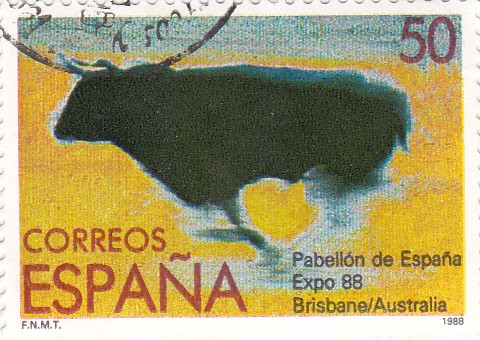 50
CORREOS
ESPAÑA
Pabellón de España
Expo 88
Brisbane/Australia
F.N.M.T.
1988